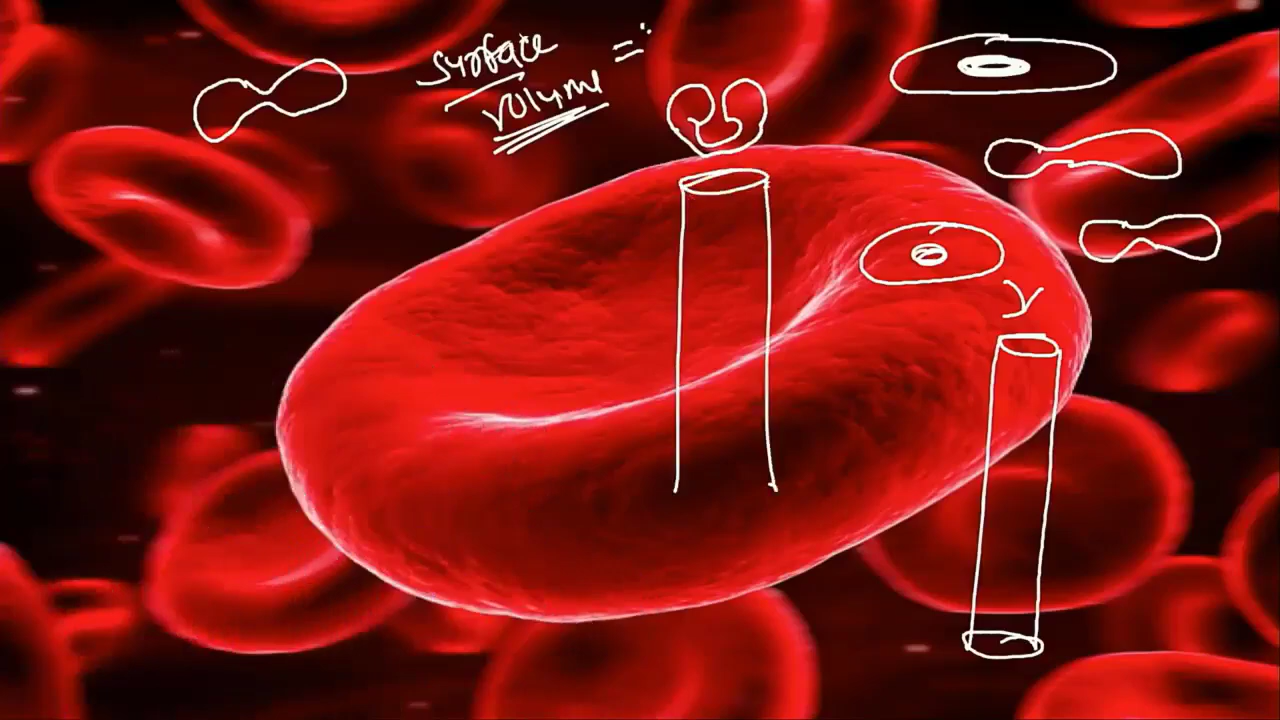 surface
volume =